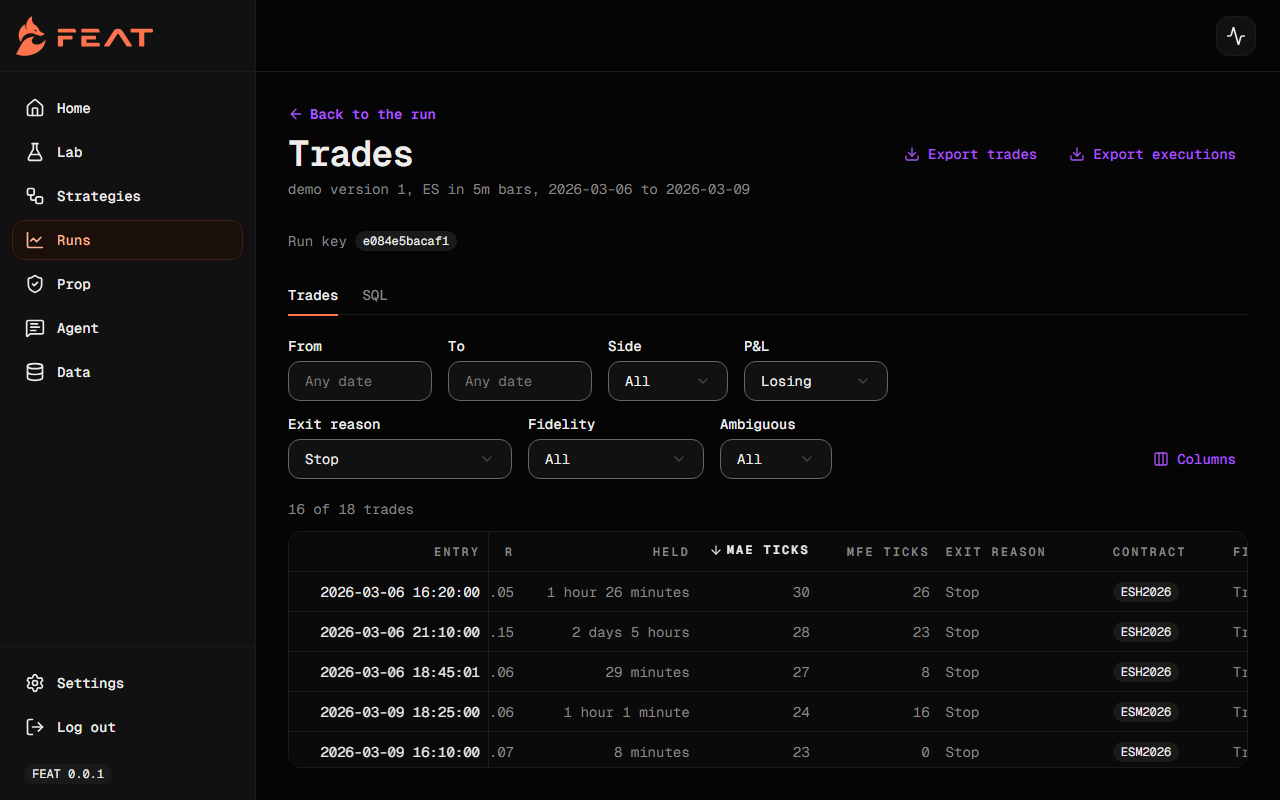 FEAT
Home
Lab
Strategies
Runs
Prop
Agent
Data
Settings
Log out
FEAT 0.0.1
Back to the run
Trades
Export trades
Export executions
demo version 1, ES in 5m bars, 2026-03-06 to 2026-03-09
Run key e084e5bacaf1
Trades SQL
From To Side P&L
Any date Any date All Losing
Exit reason Fidelity Ambiguous
Stop All All Columns
16 of 18 trades
ENTRY R HELD MAE TICKS MFE TICKS EXIT REASON CONTRACT FI
2026-03-06 16:20:00 .05 1 hour 26 minutes 30 26 Stop ESH2026 Tr
2026-03-06 21:10:00 .15 2 days 5 hours 28 23 Stop ESH2026 Tr
2026-03-06 18:45:01 .06 29 minutes 27 8 Stop ESH2026 Tr
2026-03-09 18:25:00 .06 1 hour 1 minute 24 16 Stop ESM2026 Tr
2026-03-09 16:10:00 .07 8 minutes 23 0 Stop ESM2026 Tr